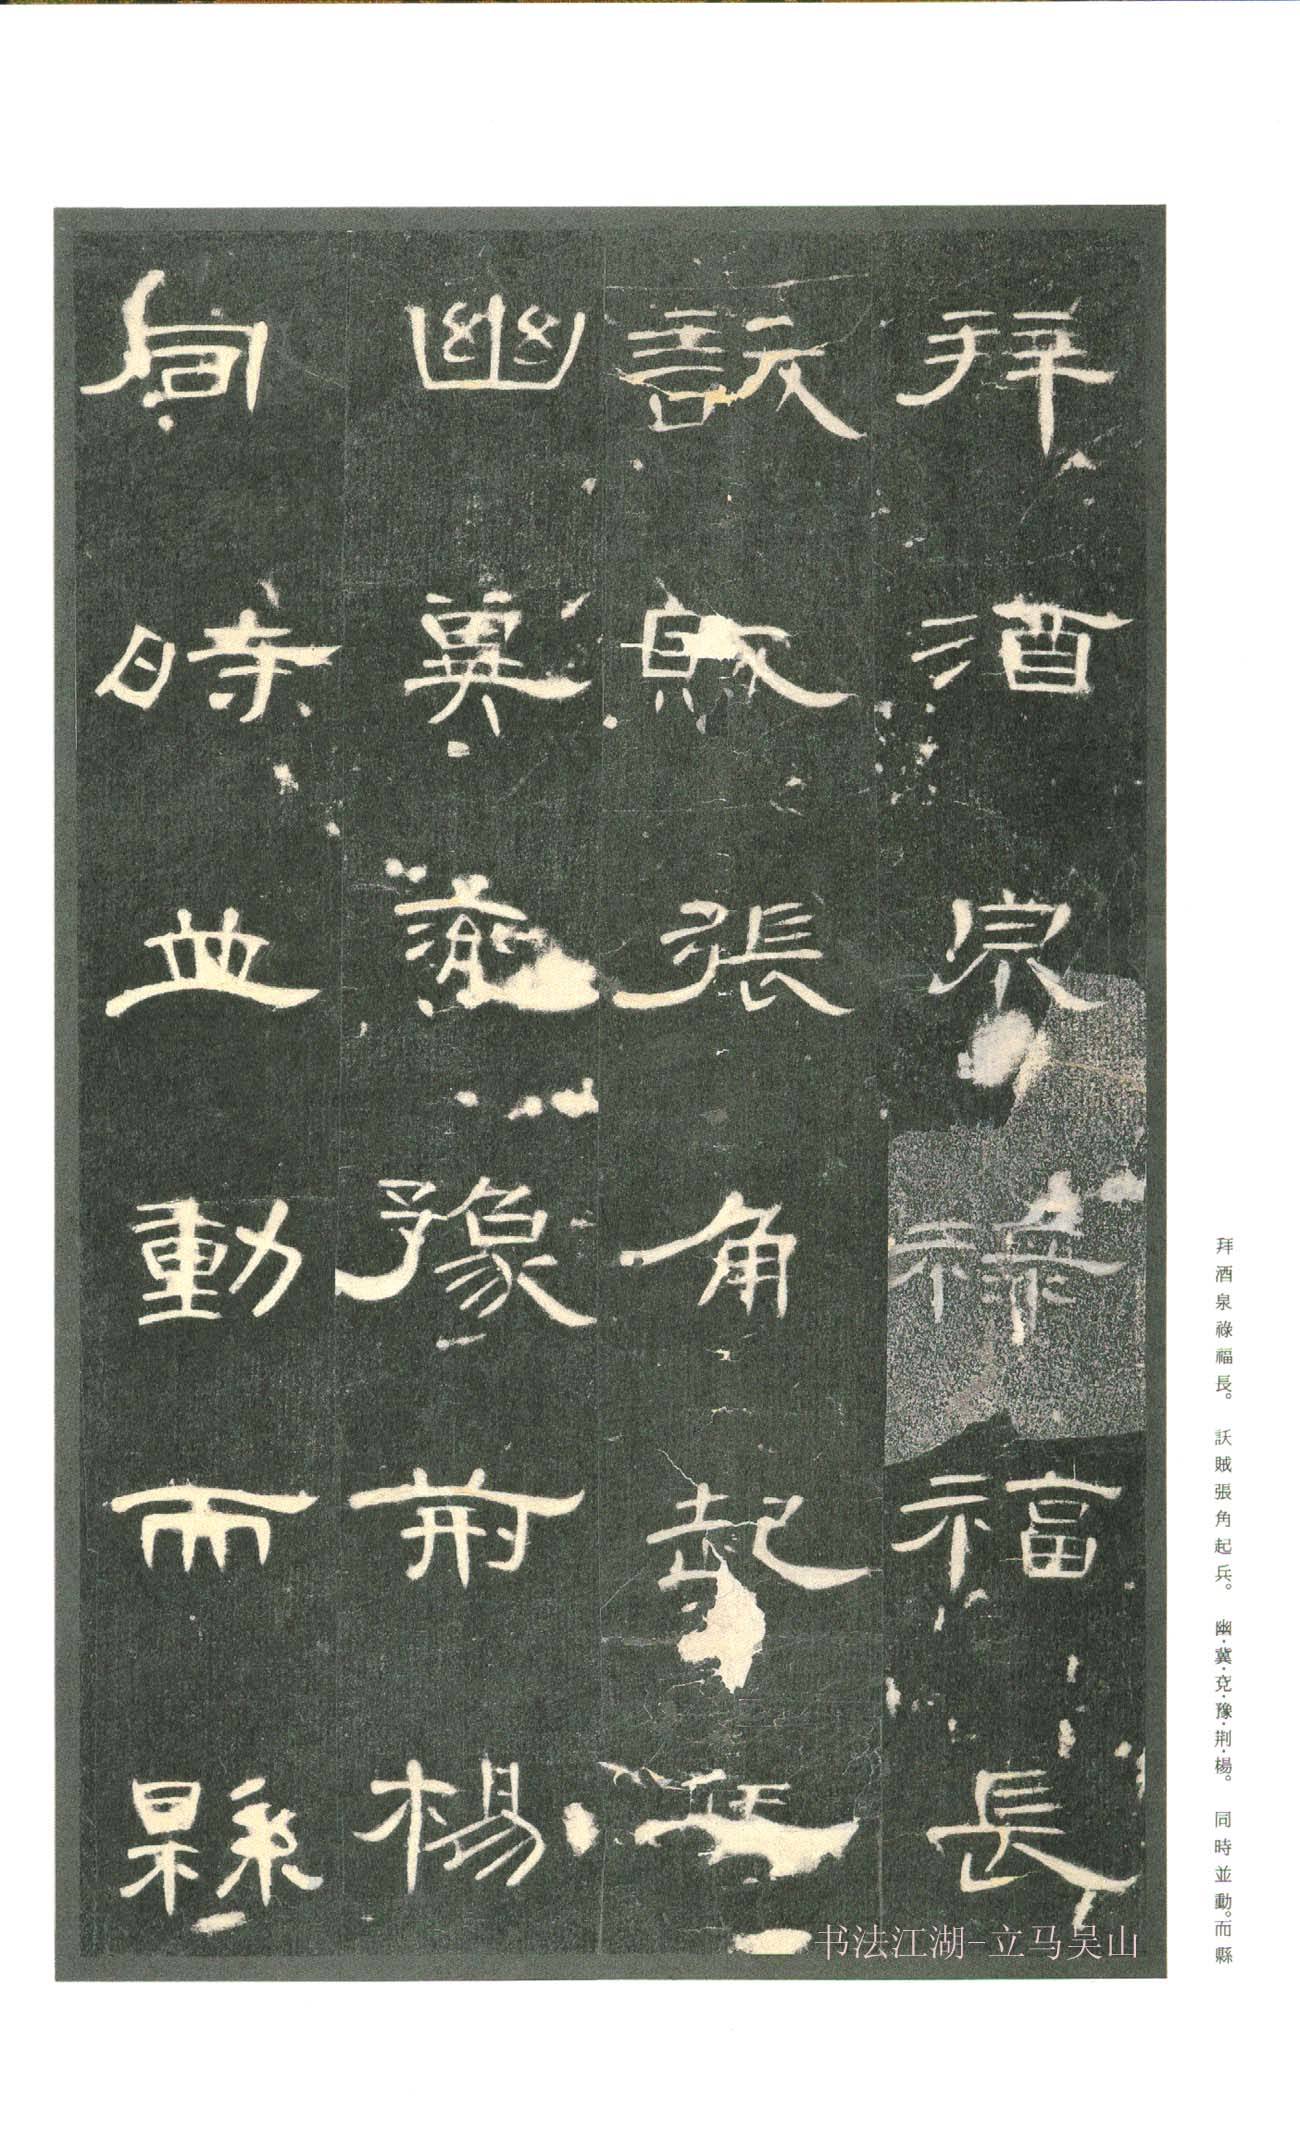 拜酒泉祿福長
訞賊張角起兵
幽冀兗豫荊楊
同時並動而縣
拜酒泉祿福長。訞賊張角起兵。幽·冀·兗·豫·荊·楊。同時並動。而縣
书法江湖-立马吴山